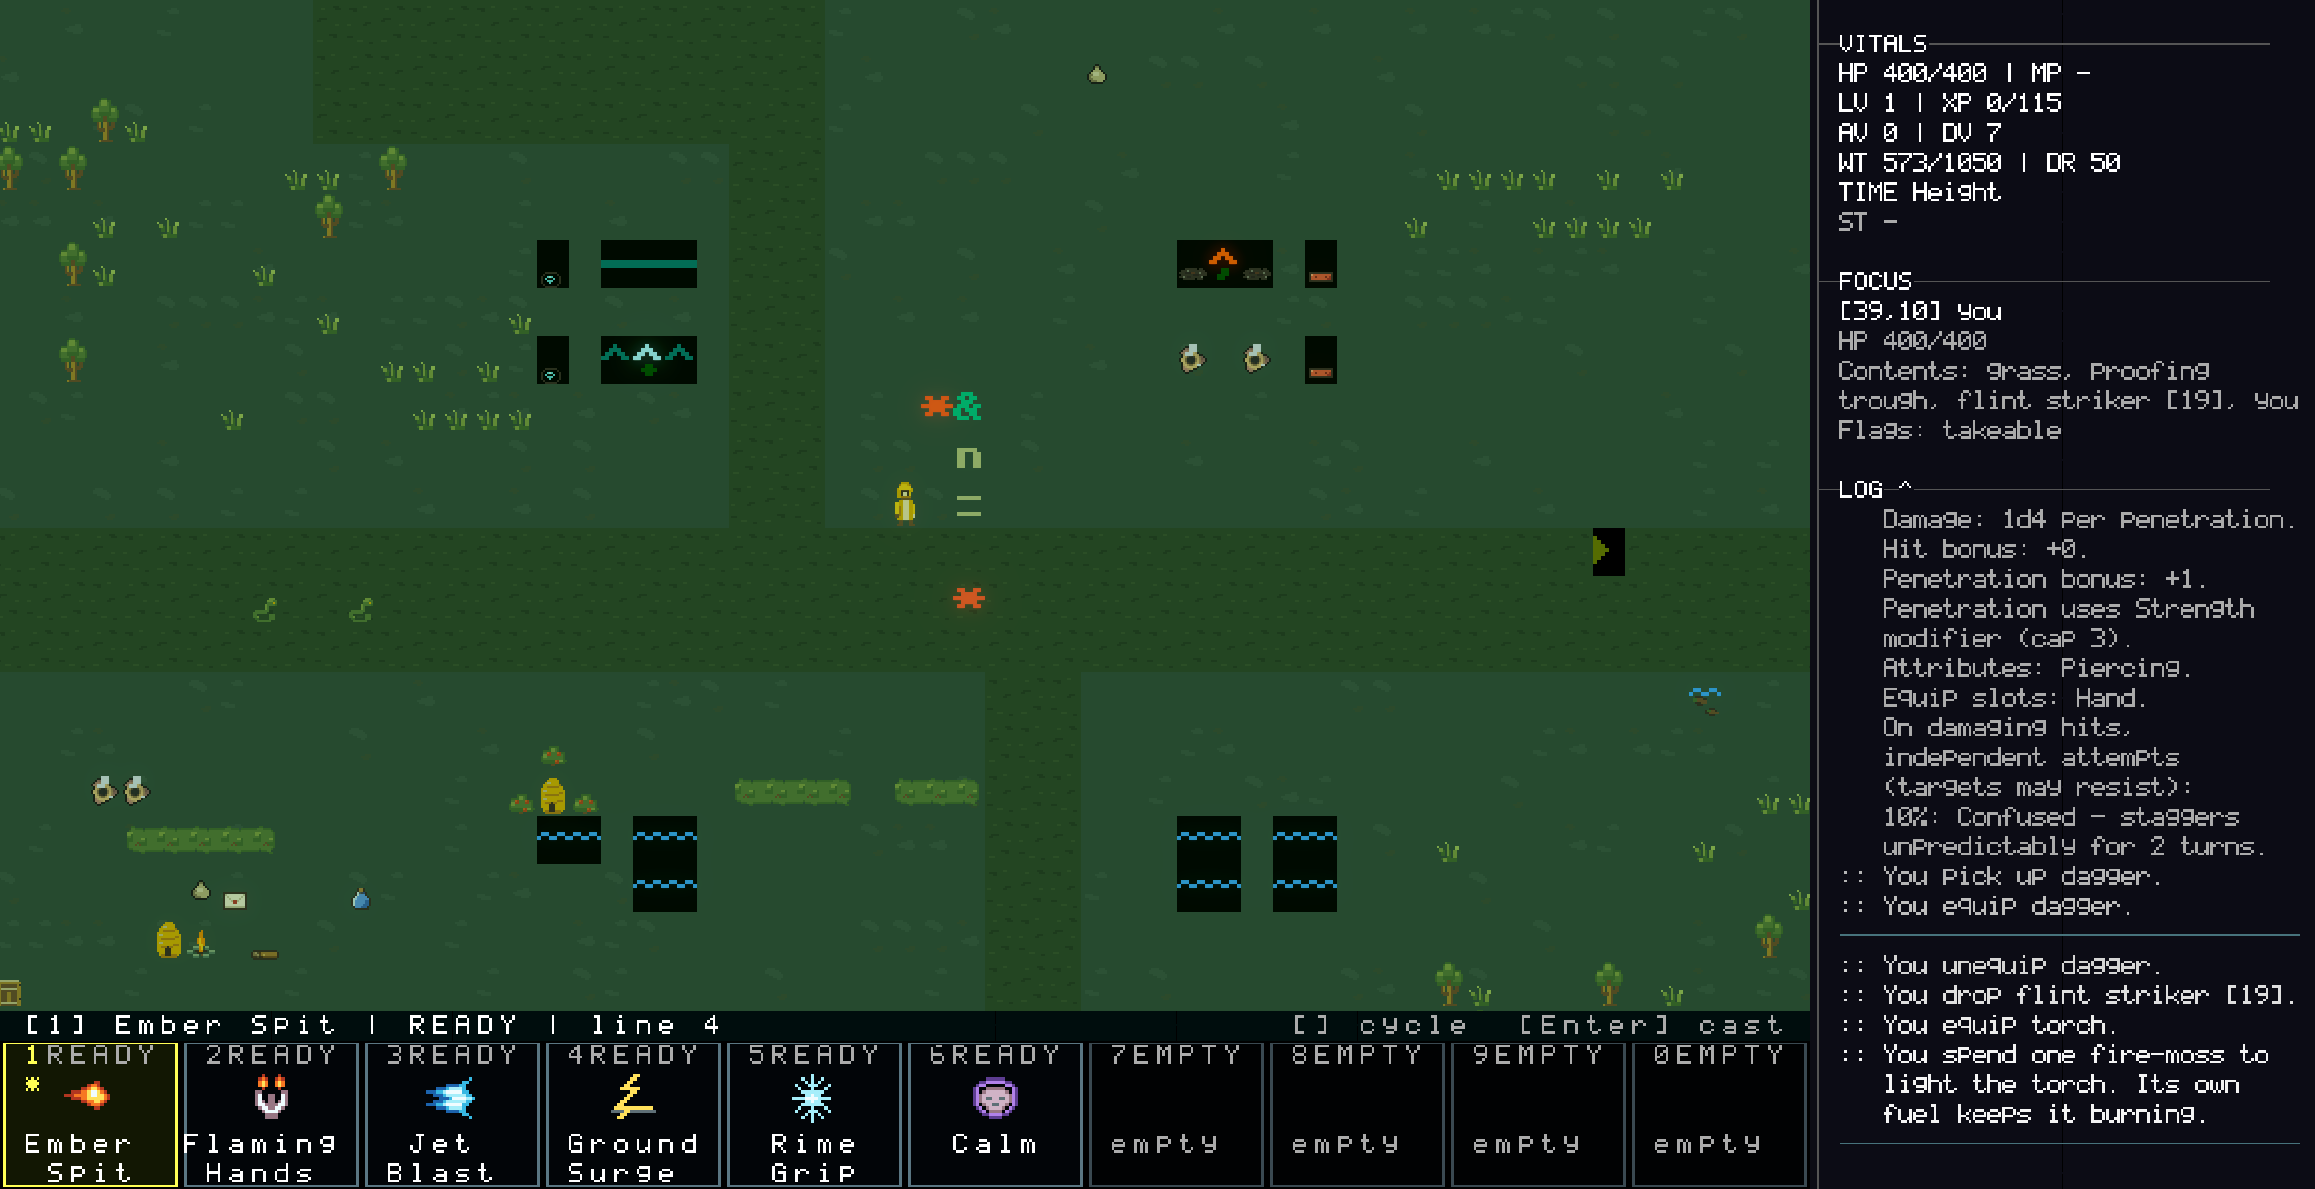 VITALS
HP 400/400 | MP -
LV 1 | XP 0/115
AV 0 | DV 7
WT 573/1050 | DR 50
TIME Height
ST -
FOCUS
[39,10] you
HP 400/400
Contents: grass, Proofing
trough, flint striker [19], you
Flags: takeable
LOG ^
Damage: 1d4 per penetration.
Hit bonus: +0.
Penetration bonus: +1.
Penetration uses Strength
modifier (cap 3).
Attributes: Piercing.
Equip slots: Hand.
On damaging hits,
independent attempts
(targets may resist):
10%: Confused - staggers
unpredictably for 2 turns.
:: You pick up dagger.
:: You equip dagger.
:: You unequip dagger.
:: You drop flint striker [19].
:: You equip torch.
:: You spend one fire-moss to
light the torch. Its own
fuel keeps it burning.
&
n
=
[1] Ember Spit | READY | line 4
[] cycle [Enter] cast
1READY 2READY 3READY 4READY 5READY 6READY 7EMPTY 8EMPTY 9EMPTY 0EMPTY
Ember Flaming Jet Ground Rime Calm empty empty empty empty
Spit Hands Blast Surge Grip